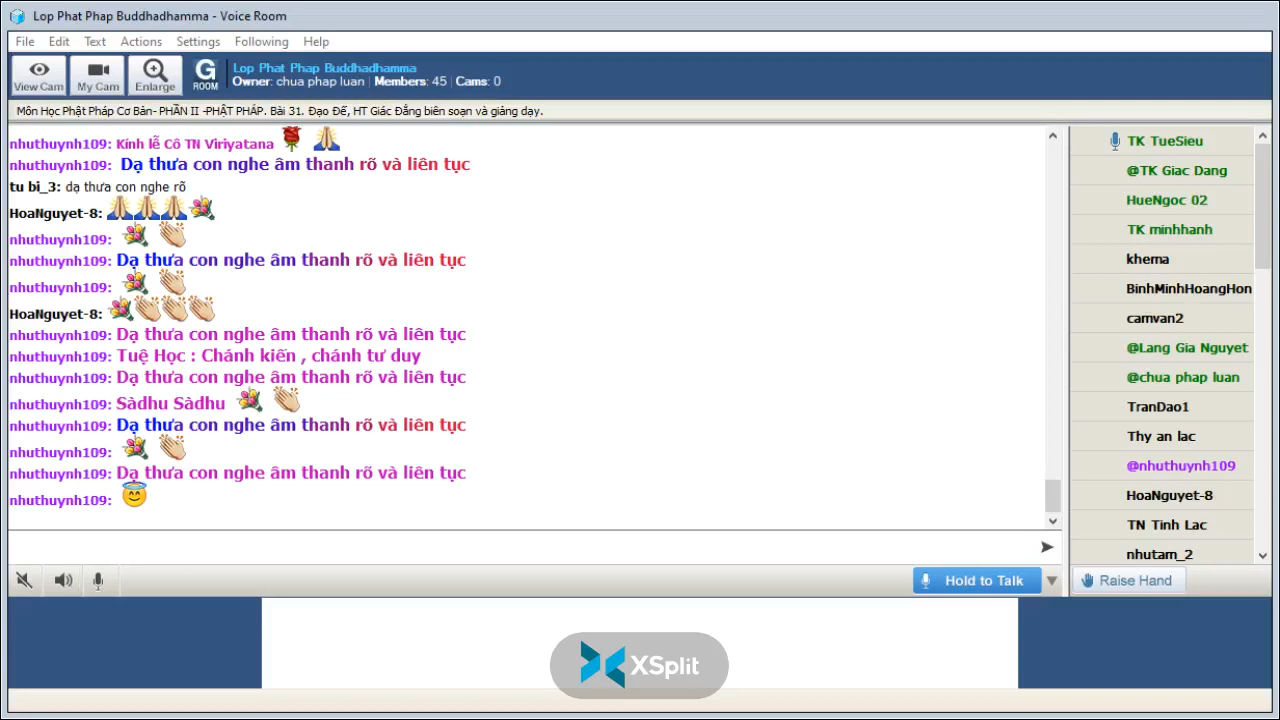 Lop Phat Phap Buddhadhamma - Voice Room
File Edit Text Actions Settings Following Help
View Cam My Cam Enlarge G ROOM
Lop Phat Phap Buddhadhamma
Owner: chua phap luan | Members: 45 | Cams: 0
Môn Học Phật Pháp Cơ Bản- PHẦN II -PHẬT PHÁP. Bài 31. Đạo Đế, HT Giác Đẳng biên soạn và giảng dạy.
nhuthuynh109: Kính lễ Cô TN Viriyatana
nhuthuynh109: Dạ thưa con nghe âm thanh rõ và liên tục
tu bi_3: dạ thưa con nghe rõ
HoaNguyet-8:
nhuthuynh109:
nhuthuynh109: Dạ thưa con nghe âm thanh rõ và liên tục
nhuthuynh109:
HoaNguyet-8:
nhuthuynh109: Dạ thưa con nghe âm thanh rõ và liên tục
nhuthuynh109: Tuệ Học : Chánh kiến , chánh tư duy
nhuthuynh109: Dạ thưa con nghe âm thanh rõ và liên tục
nhuthuynh109: Sàdhu Sàdhu
nhuthuynh109: Dạ thưa con nghe âm thanh rõ và liên tục
nhuthuynh109:
nhuthuynh109: Dạ thưa con nghe âm thanh rõ và liên tục
nhuthuynh109:
TK TueSieu
@TK Giac Dang
HueNgoc 02
TK minhhanh
khema
BinhMinhHoangHon
camvan2
@Lang Gia Nguyet
@chua phap luan
TranDao1
Thy an lac
@nhuthuynh109
HoaNguyet-8
TN Tinh Lac
nhutam_2
Hold to Talk
Raise Hand
XSplit